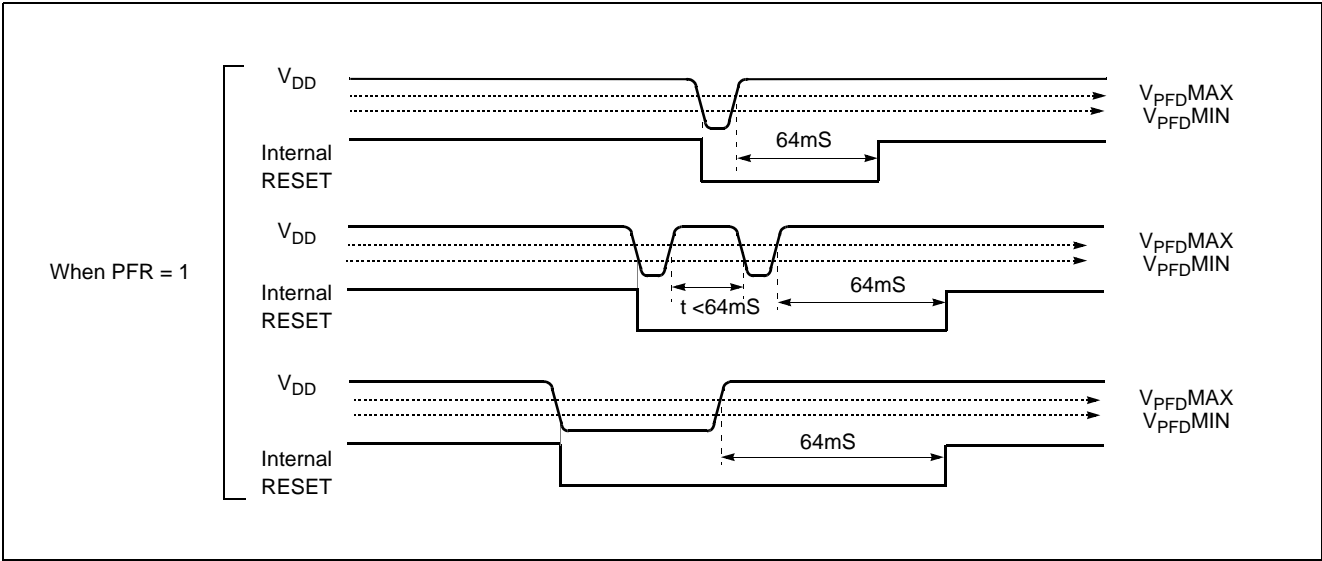 When PFR = 1
VDD
VPFDMAX
VPFDMIN
Internal
RESET
64mS
VDD
VPFDMAX
VPFDMIN
Internal
RESET
t <64mS
64mS
VDD
VPFDMAX
VPFDMIN
Internal
RESET
64mS